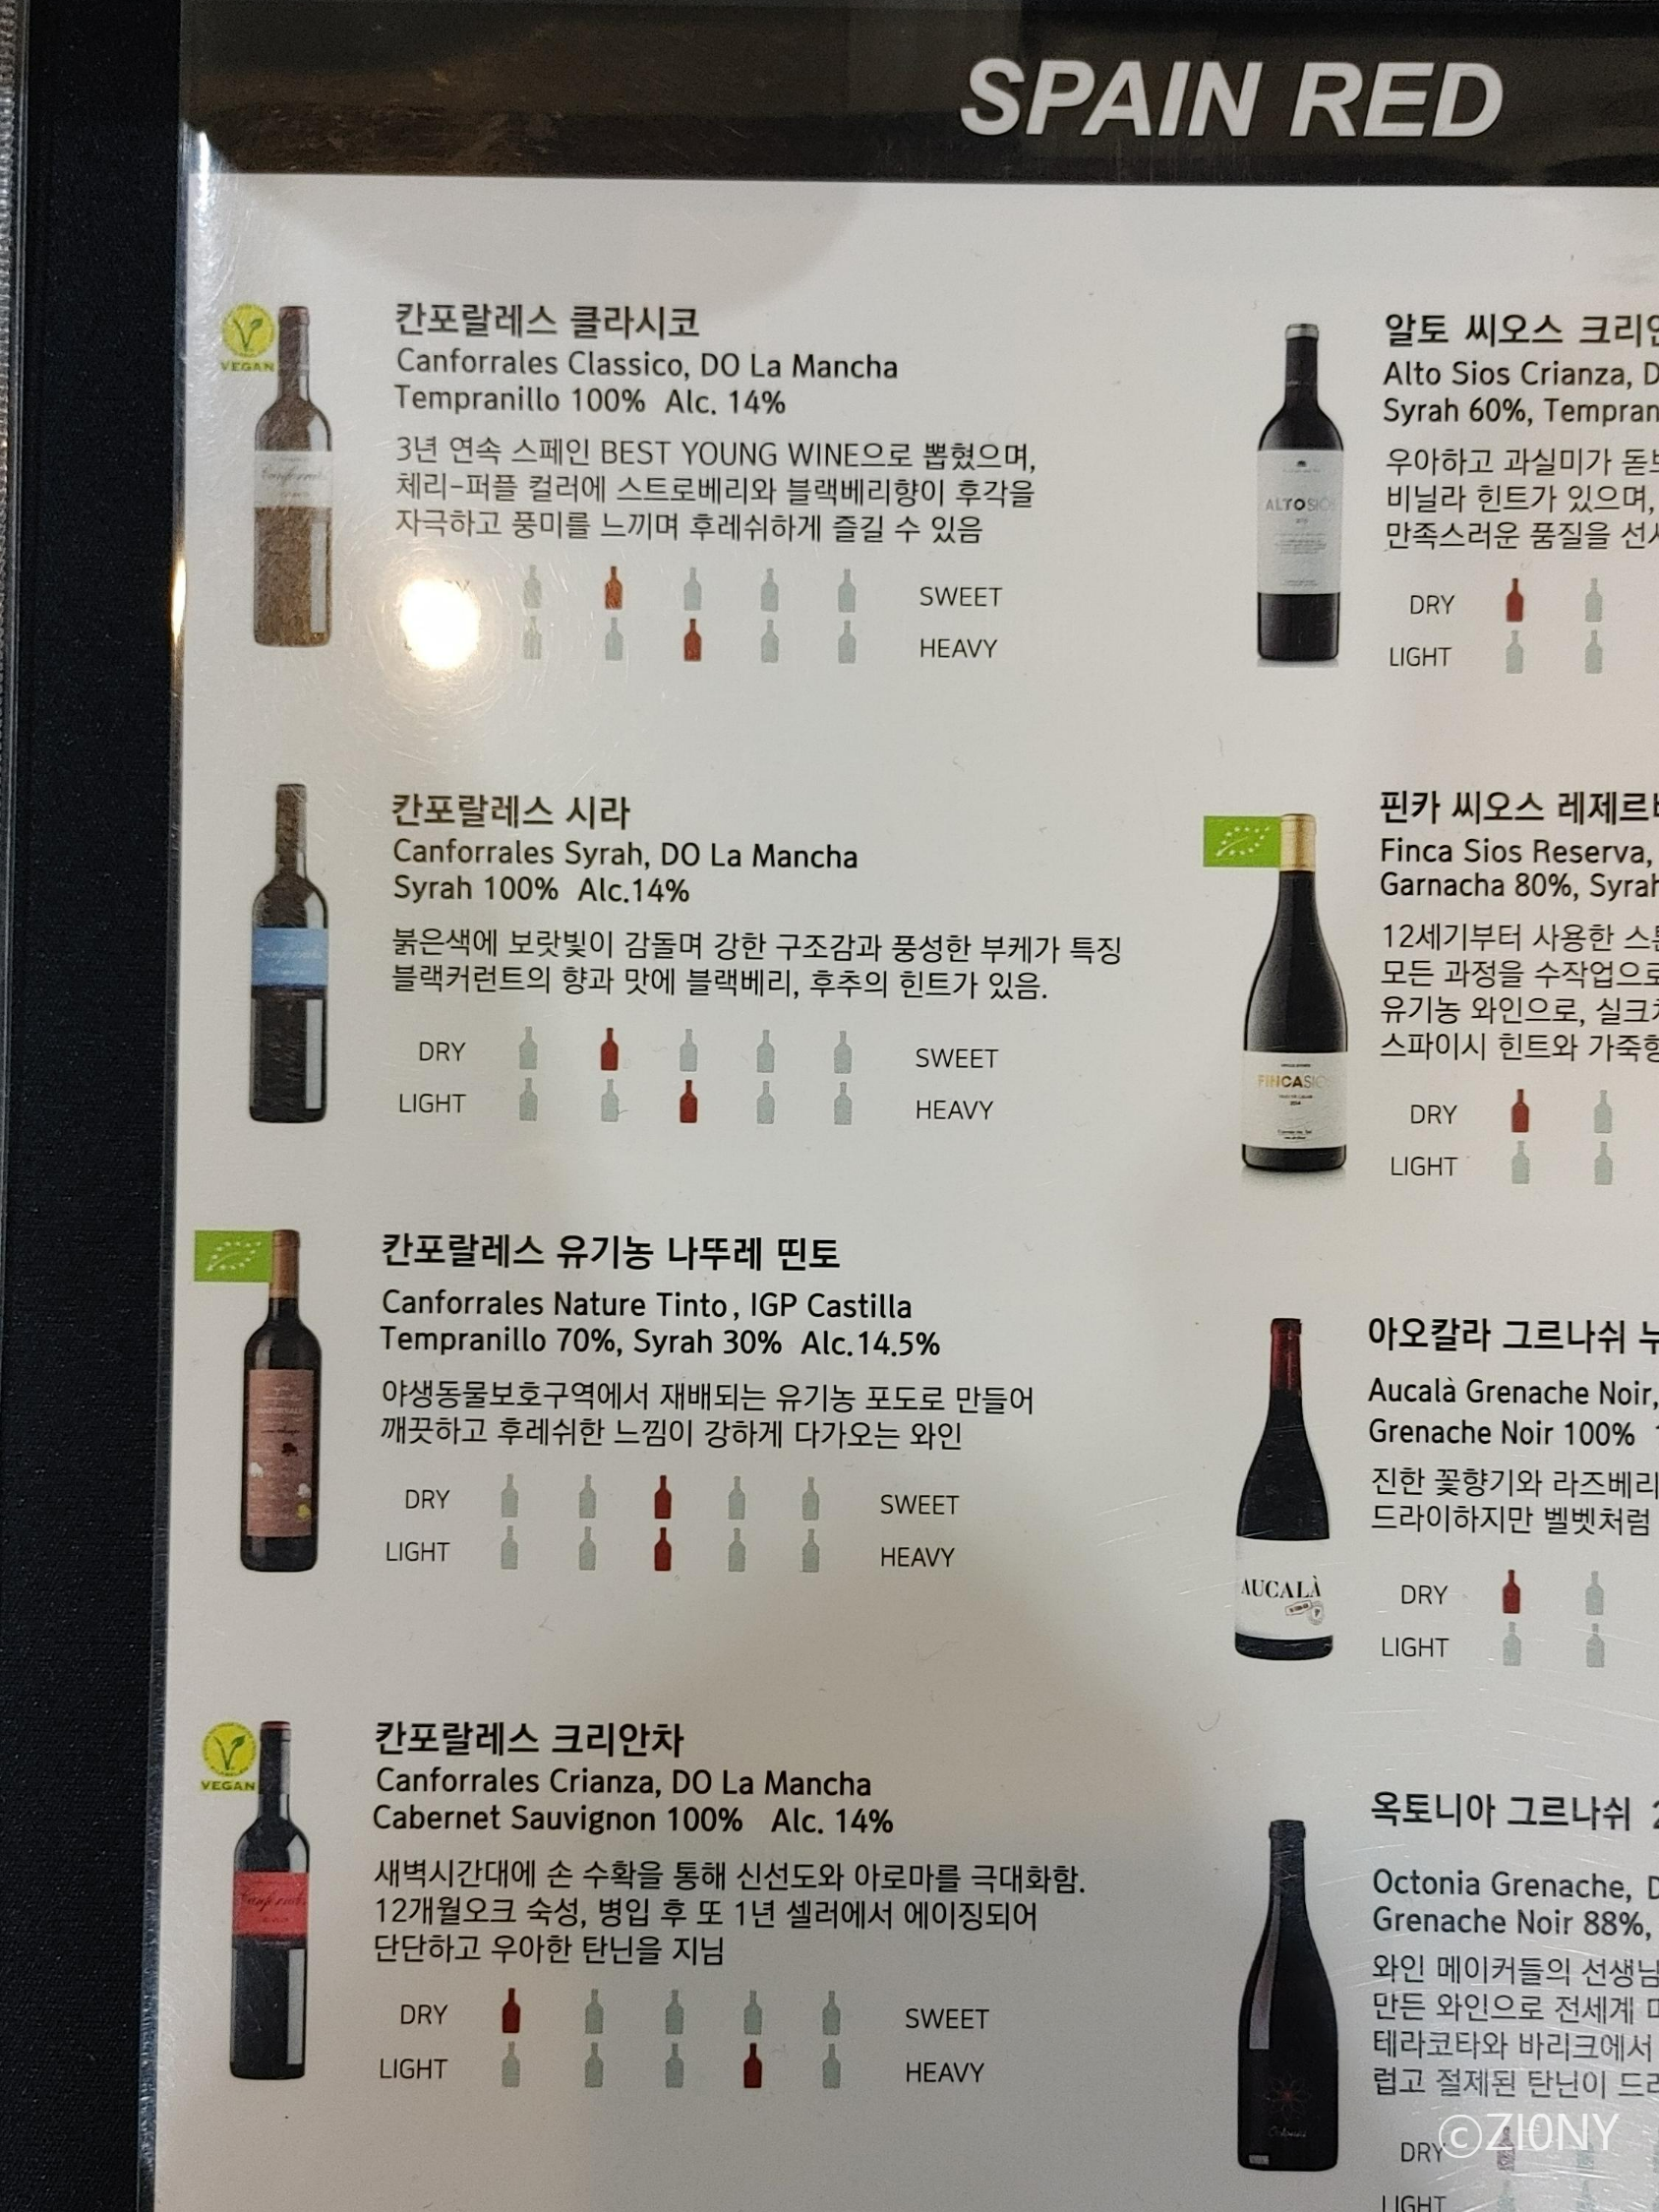 SPAIN RED
VEGAN
칸포랄레스 클라시코
Canforrales Classico, DO La Mancha
Tempranillo 100% Alc. 14%
3년 연속 스페인 BEST YOUNG WINE으로 뽑혔으며,
체리-퍼플 컬러에 스트로베리와 블랙베리향이 후각을
자극하고 풍미를 느끼며 후레쉬하게 즐길 수 있음
SWEET
HEAVY
칸포랄레스 시라
Canforrales Syrah, DO La Mancha
Syrah 100% Alc.14%
붉은색에 보랏빛이 감돌며 강한 구조감과 풍성한 부케가 특징
블랙커런트의 향과 맛에 블랙베리, 후추의 힌트가 있음.
DRY SWEET
LIGHT HEAVY
칸포랄레스 유기농 나뚜레 띤토
Canforrales Nature Tinto, IGP Castilla
Tempranillo 70%, Syrah 30% Alc.14.5%
야생동물보호구역에서 재배되는 유기농 포도로 만들어
깨끗하고 후레쉬한 느낌이 강하게 다가오는 와인
DRY SWEET
LIGHT HEAVY
VEGAN
칸포랄레스 크리안차
Canforrales Crianza, DO La Mancha
Cabernet Sauvignon 100% Alc. 14%
새벽시간대에 손 수확을 통해 신선도와 아로마를 극대화함.
12개월오크 숙성, 병입 후 또 1년 셀러에서 에이징되어
단단하고 우아한 탄닌을 지님
DRY SWEET
LIGHT HEAVY
ALTOSIOS
알토 씨오스
Alto Sios Crianza,
Syrah 60%,
우아하고 과실미가
비닐라 힌트가 있으며,
만족스러운 품질을
DRY
LIGHT
FINCASIOS
핀카 씨오스
Finca Sios Reserva,
Garnacha 80%, Syrah
12세기부터 사용한
모든 과정을 수작업으로
유기농 와인으로,
스파이시 힌트와
DRY
LIGHT
AUCALÀ
아오칼라 그르나쉬
Aucalà Grenache Noir,
Grenache Noir 100%
진한 꽃향기와 라즈베리
드라이하지만 벨벳처럼
DRY
LIGHT
옥토니아 그르나쉬
Octonia Grenache,
Grenache Noir 88%,
와인 메이커들의 선생님
만든 와인으로 전세계
테라코타와 바리크에서
럽고 절제된 탄닌이
DRY
LIGHT
©ZIONY